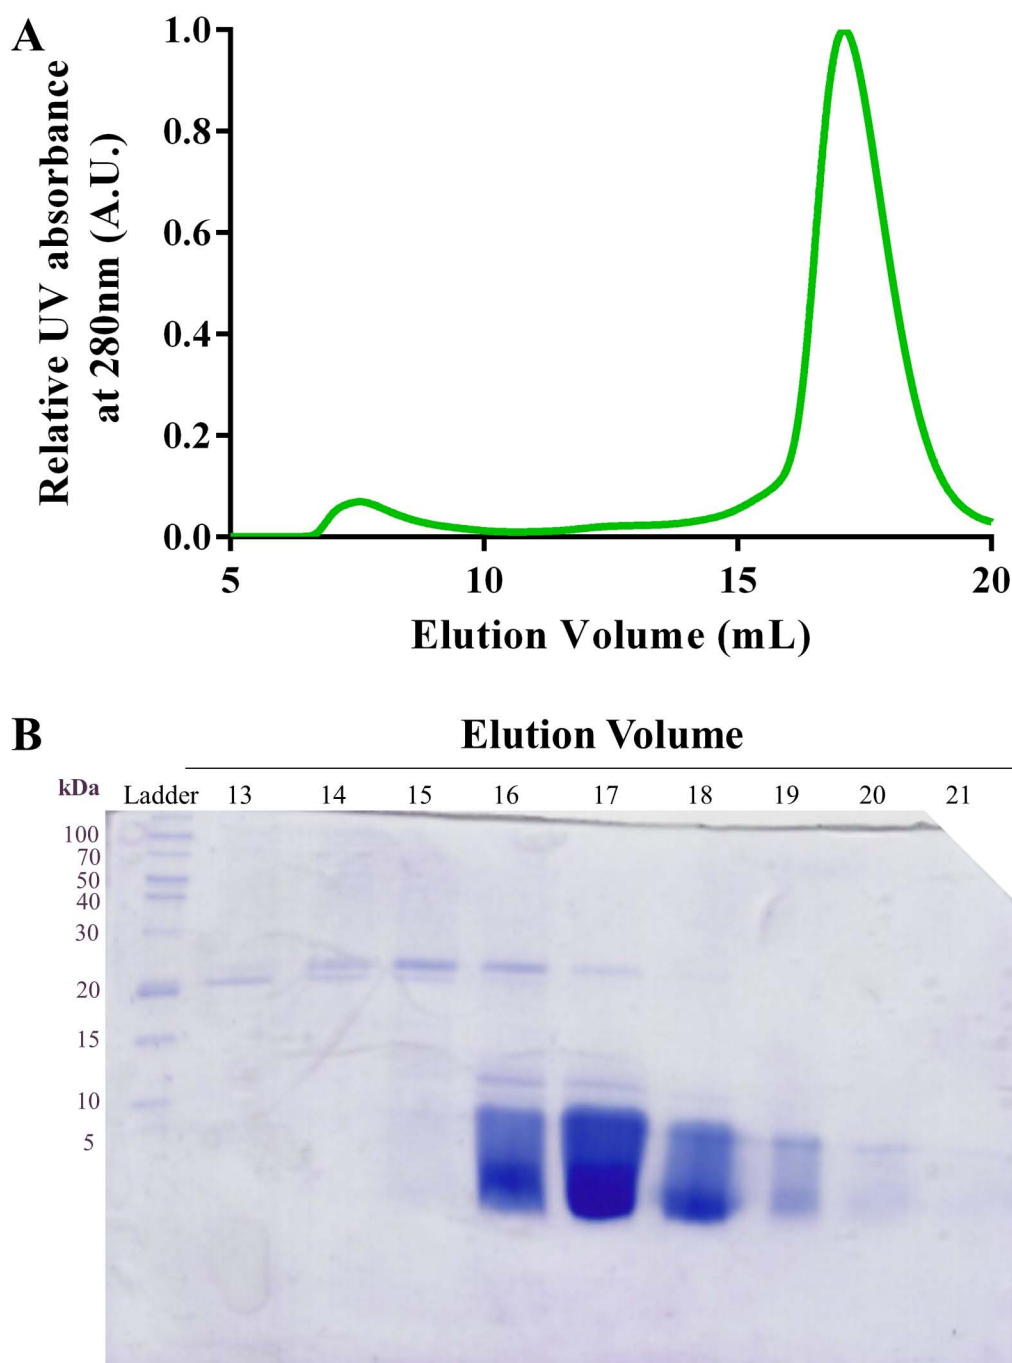 A
Relative UV absorbance
at 280nm (A.U.)
1.0
0.8
0.6
0.4
0.2
0.0
5 10 15 20
Elution Volume (mL)
B
Elution Volume
kDa Ladder 13 14 15 16 17 18 19 20 21
100
70
50
40
30
20
15
10
5